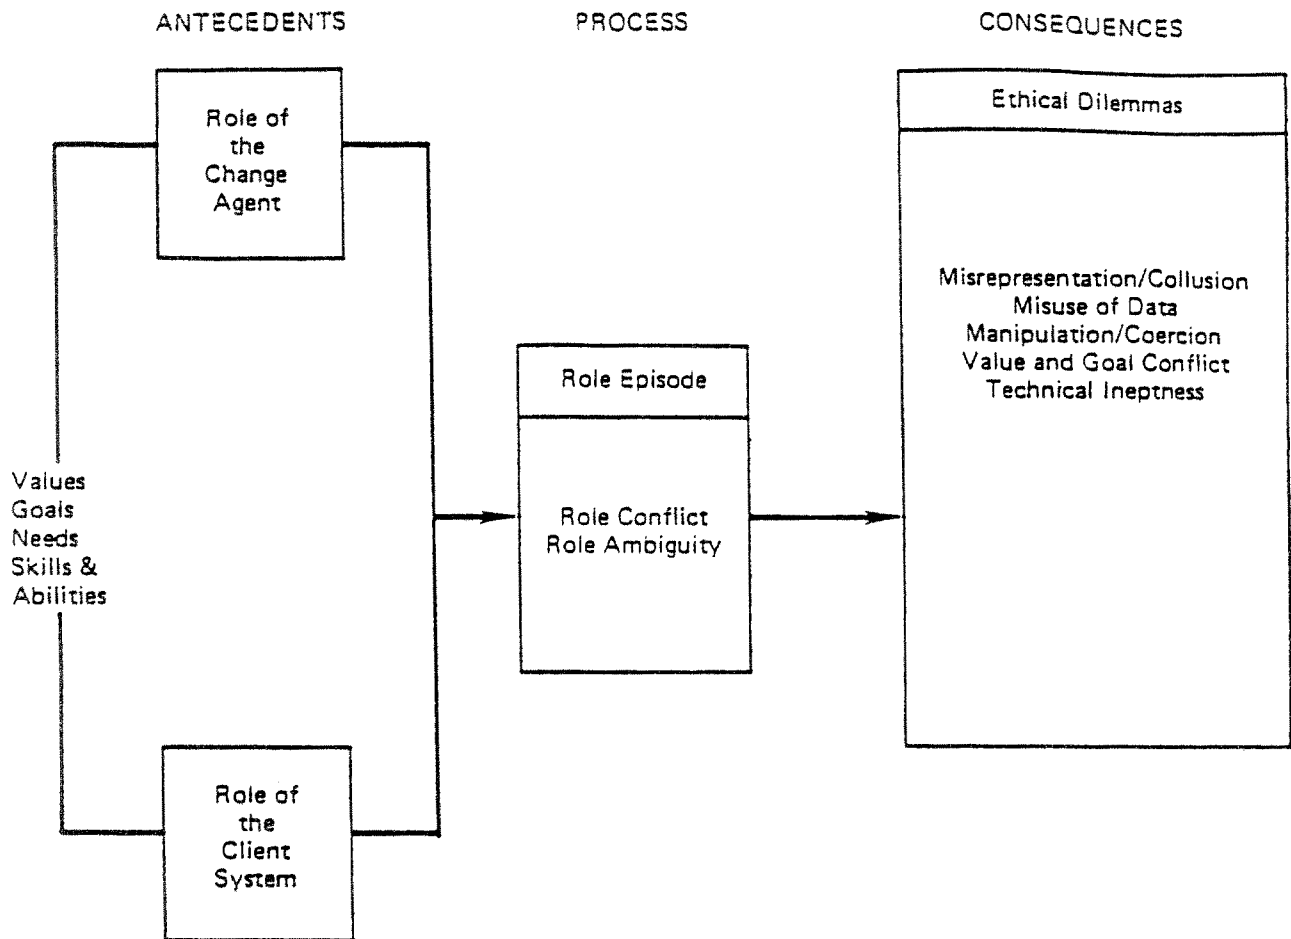 ANTECEDENTS
PROCESS
CONSEQUENCES
Role of
the
Change
Agent
Values
Goals
Needs
Skills &
Abilities
Role of
the
Client
System
Role Episode
Role Conflict
Role Ambiguity
Ethical Dilemmas
Misrepresentation/Collusion
Misuse of Data
Manipulation/Coercion
Value and Goal Conflict
Technical Ineptness